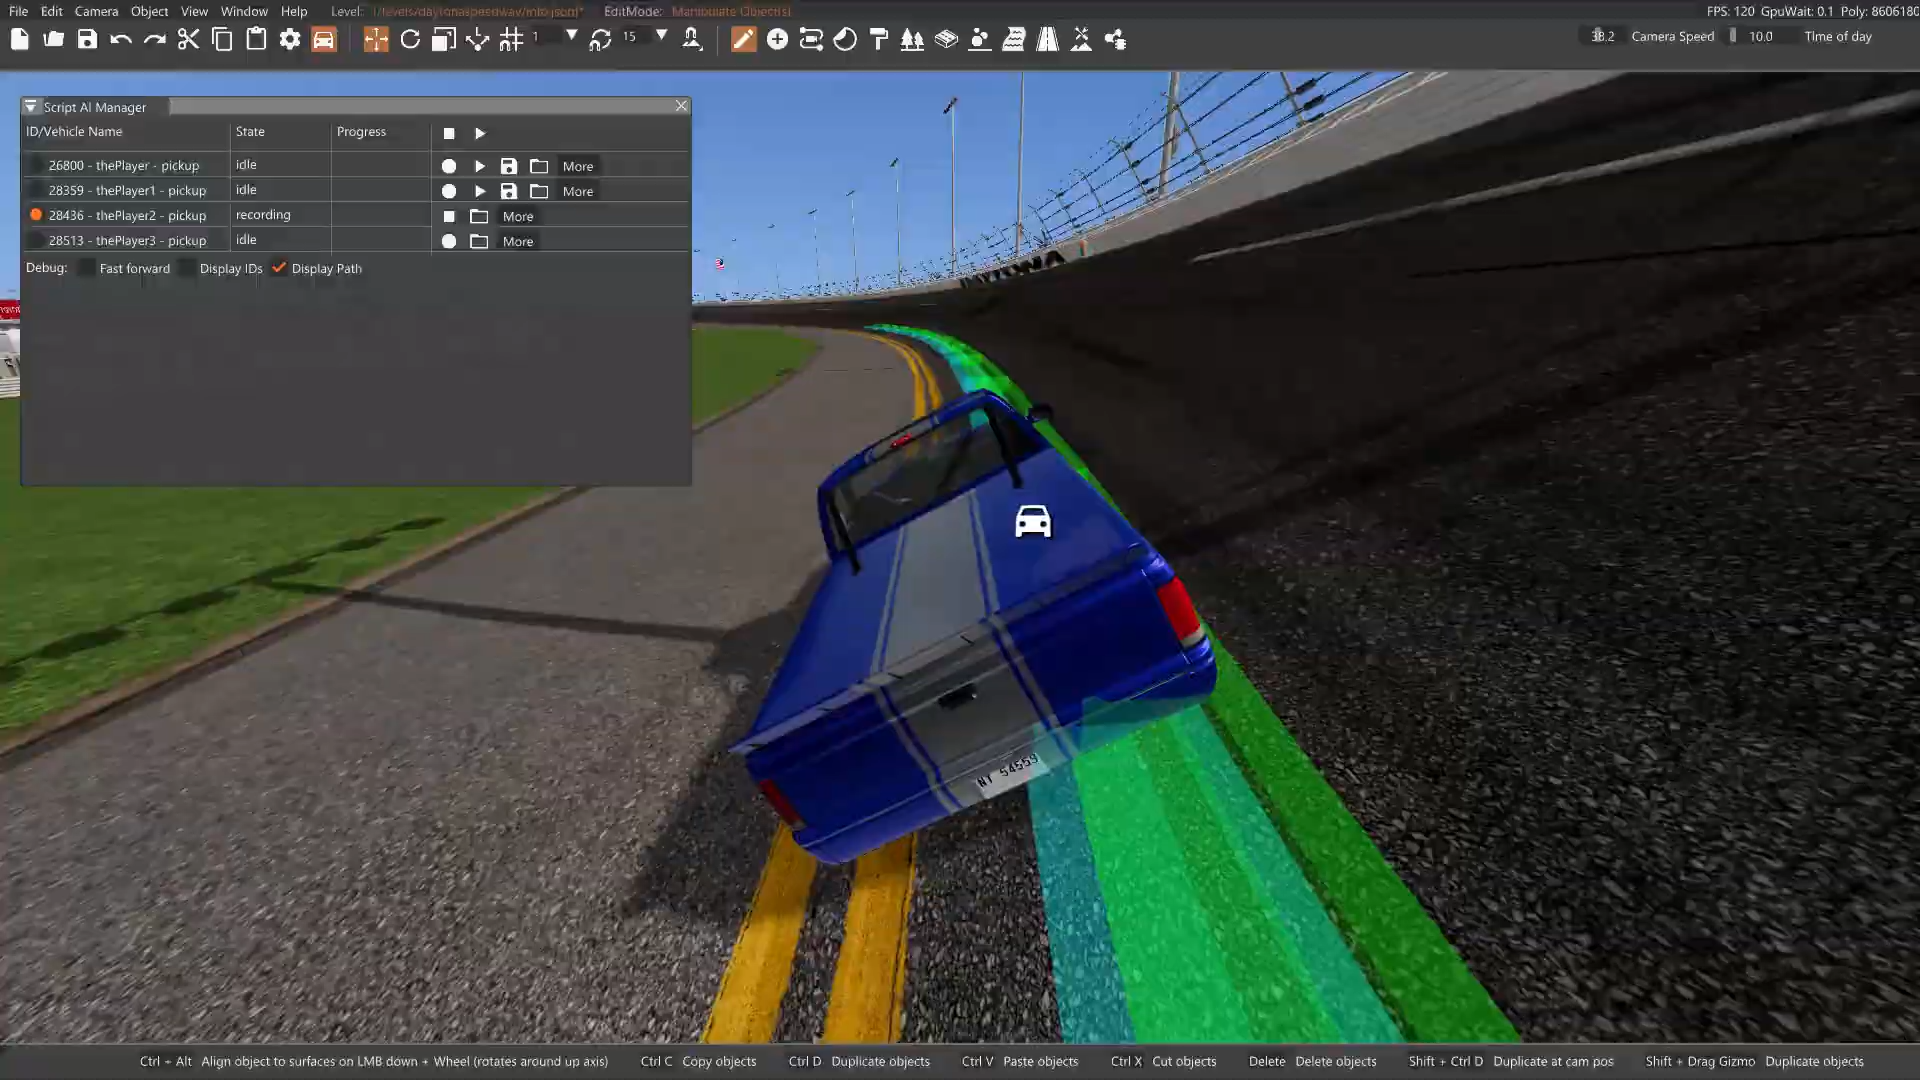 File Edit Camera Object View Window Help Level: EditMode: Manipulate Object(s) FPS: 120 GpuWait: 0.1 Poly: 8606180
1 15 38.2 Camera Speed 10.0 Time of day
Script AI Manager
ID/Vehicle Name State Progress
26800 - thePlayer - pickup idle More
28359 - thePlayer1 - pickup idle More
28436 - thePlayer2 - pickup recording More
28513 - thePlayer3 - pickup idle More
Debug: Fast forward Display IDs Display Path
NY 54559
Ctrl + Alt Align object to surfaces on LMB down + Wheel (rotates around up axis) Ctrl C Copy objects Ctrl D Duplicate objects Ctrl V Paste objects Ctrl X Cut objects Delete Delete objects Shift + Ctrl D Duplicate at cam pos Shift + Drag Gizmo Duplicate objects